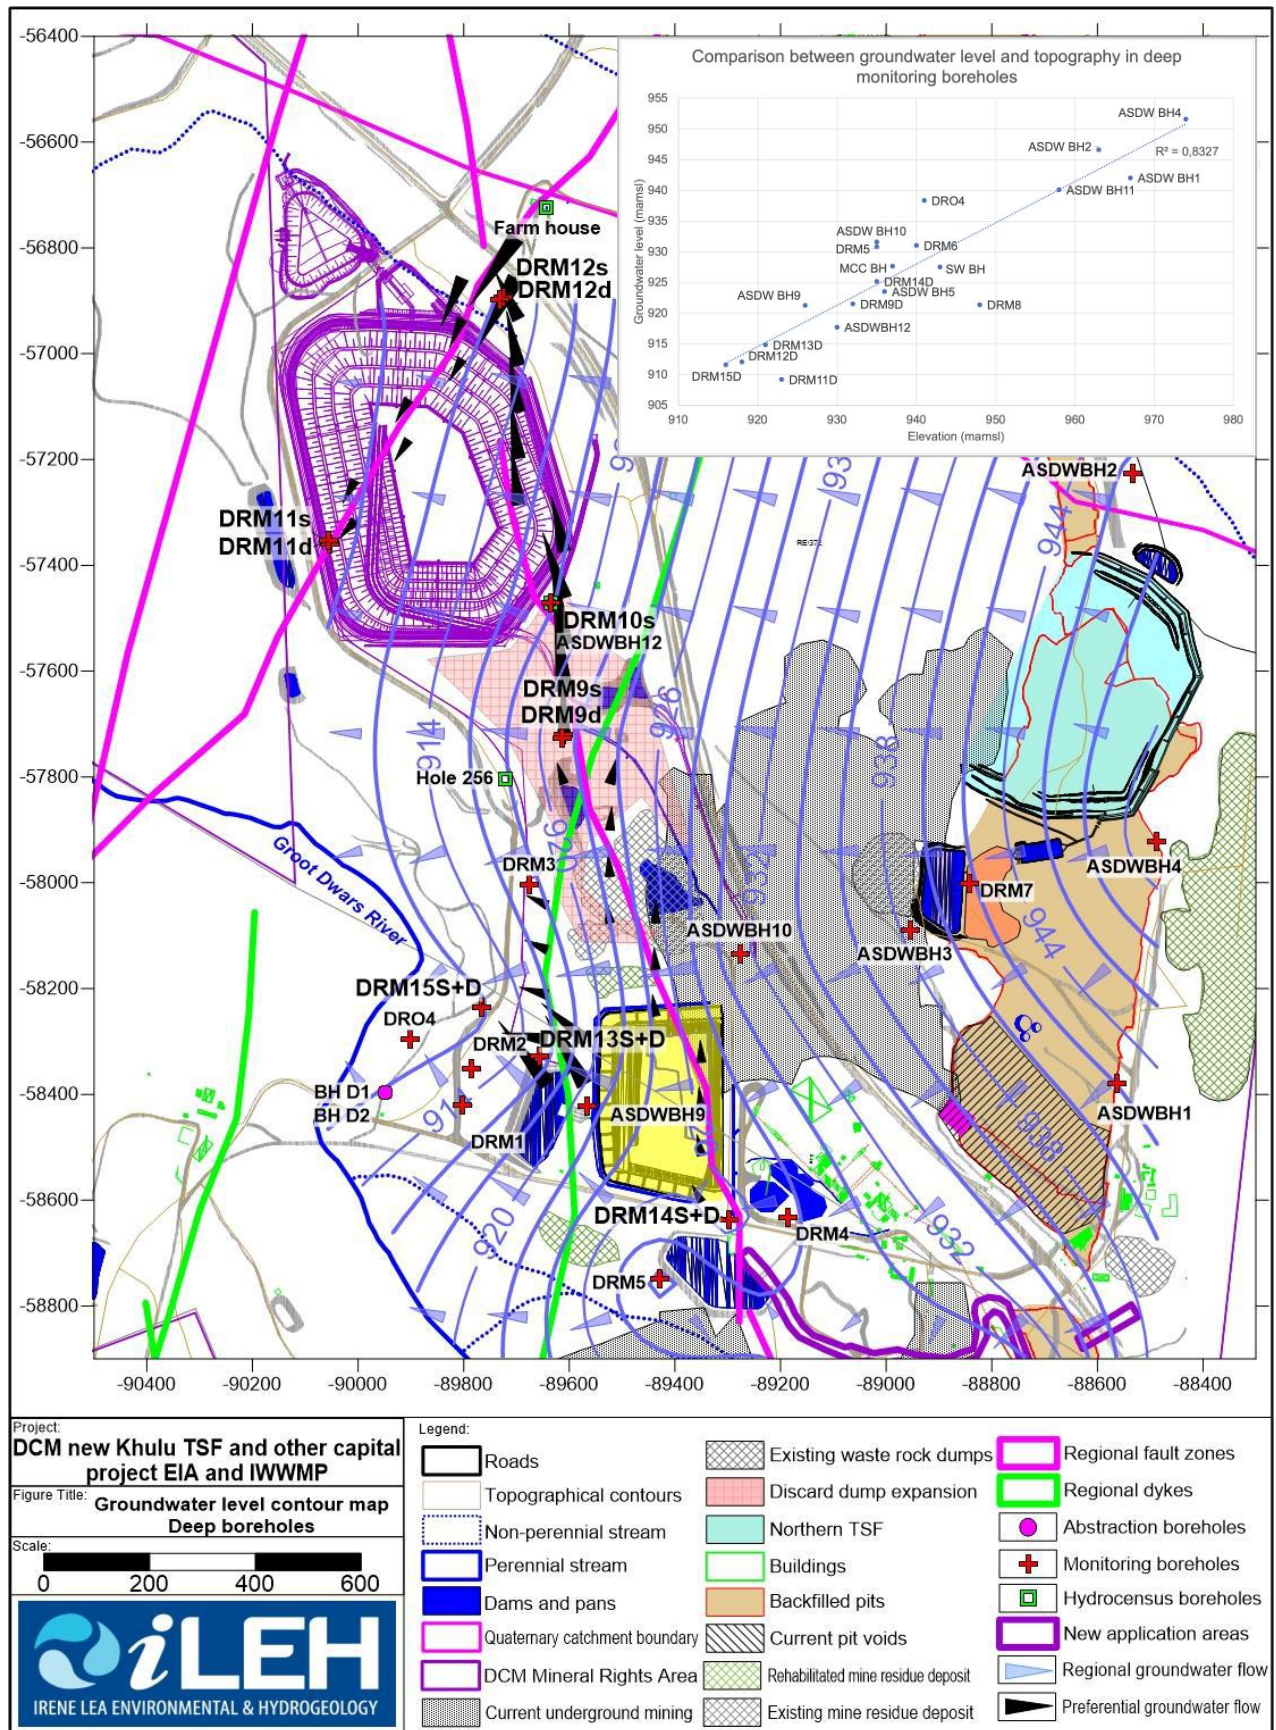 -56400
-56600
-56800
-57000
-57200
-57400
-57600
-57800
-58000
-58200
-58400
-58600
-58800
-90400
-90200
-90000
-89800
-89600
-89400
-89200
-89000
-88800
-88600
-88400
Comparison between groundwater level and topography in deep
monitoring boreholes
955
950
945
940
935
930
925
920
915
910
905
910
920
930
940
950
960
970
980
Groundwater level (mamsl)
Elevation (mamsl)
R² = 0,8327
ASDW BH4
ASDW BH2
ASDW BH1
ASDW BH11
DRO4
ASDW BH10
DRM5
DRM6
MCC BH
SW BH
DRM14D
ASDW BH5
ASDW BH9
DRM9D
DRM8
ASDWBH12
DRM13D
DRM12D
DRM15D
DRM11D
Farm house
DRM12s
DRM12d
ASDWBH2
DRM11s
DRM11d
RE/371
944
DRM10s
ASDWBH12
DRM9s
DRM9d
926
914
938
Hole 256
Groot Dwars River
DRM3
932
ASDWBH4
DRM7
ASDWBH10
ASDWBH3
944
DRM15S+D
DRO4
DRM2
DRM13S+D
BH D1
BH D2
914
DRM1
ASDWBH9
ASDWBH1
938
920
DRM14S+D
DRM4
932
DRM5
Project:
DCM new Khulu TSF and other capital
project EIA and IWWMP
Figure Title: Groundwater level contour map
Deep boreholes
Scale:
0 200 400 600
iLEH
IRENE LEA ENVIRONMENTAL & HYDROGEOLOGY
Legend:
Roads
Topographical contours
Non-perennial stream
Perennial stream
Dams and pans
Quaternary catchment boundary
DCM Mineral Rights Area
Current underground mining
Existing waste rock dumps
Discard dump expansion
Northern TSF
Buildings
Backfilled pits
Current pit voids
Rehabilitated mine residue deposit
Existing mine residue deposit
Regional fault zones
Regional dykes
Abstraction boreholes
Monitoring boreholes
Hydrocensus boreholes
New application areas
Regional groundwater flow
Preferential groundwater flow